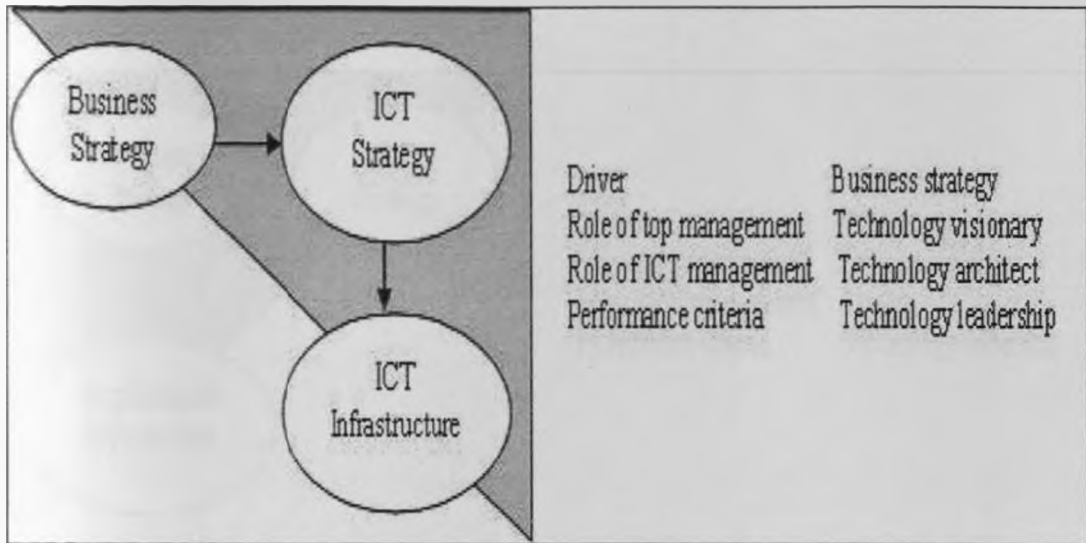 Business
Strategy
ICT
Strategy
ICT
Infrastructure
Driver Business strategy
Role of top management Technology visionary
Role of ICT management Technology architect
Performance criteria Technology leadership